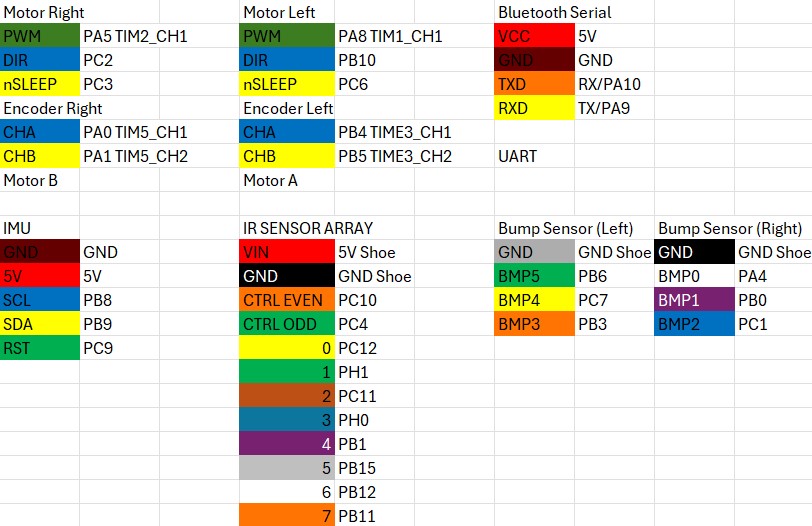 Motor Right Motor Left Bluetooth Serial
PWM PA5 TIM2_CH1 PWM PA8 TIM1_CH1 VCC 5V
DIR PC2 DIR PB10 GND GND
nSLEEP PC3 nSLEEP PC6 TXD RX/PA10
Encoder Right Encoder Left RXD TX/PA9
CHA PA0 TIM5_CH1 CHA PB4 TIME3_CH1
CHB PA1 TIM5_CH2 CHB PB5 TIME3_CH2 UART
Motor B Motor A
IMU IR SENSOR ARRAY Bump Sensor (Left) Bump Sensor (Right)
GND GND VIN 5V Shoe GND GND Shoe GND GND Shoe
5V 5V GND GND Shoe BMP5 PB6 BMP0 PA4
SCL PB8 CTRL EVEN PC10 BMP4 PC7 BMP1 PB0
SDA PB9 CTRL ODD PC4 BMP3 PB3 BMP2 PC1
RST PC9 0 PC12
1 PH1
2 PC11
3 PH0
4 PB1
5 PB15
6 PB12
7 PB11